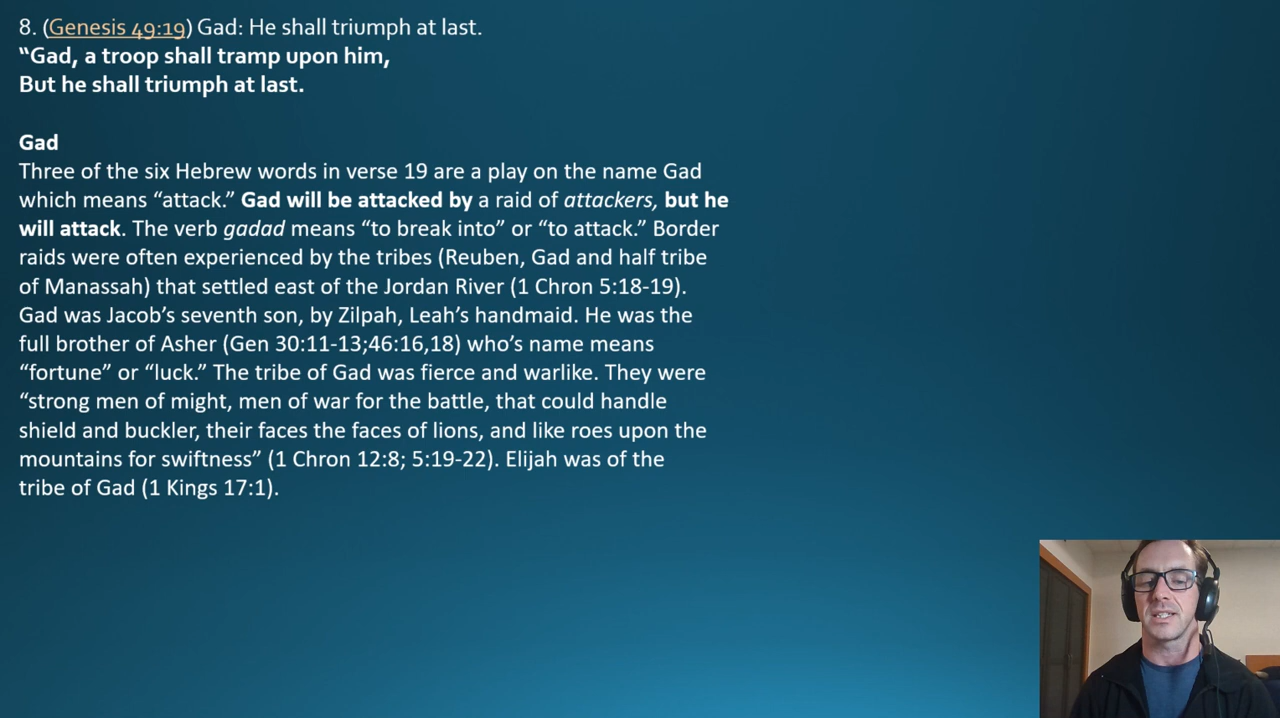 8. (Genesis 49:19) Gad: He shall triumph at last.
“Gad, a troop shall tramp upon him,
But he shall triumph at last.
Gad
Three of the six Hebrew words in verse 19 are a play on the name Gad
which means “attack.” Gad will be attacked by a raid of attackers, but he
will attack. The verb gadad means “to break into” or “to attack.” Border
raids were often experienced by the tribes (Reuben, Gad and half tribe
of Manassah) that settled east of the Jordan River (1 Chron 5:18-19).
Gad was Jacob’s seventh son, by Zilpah, Leah’s handmaid. He was the
full brother of Asher (Gen 30:11-13;46:16,18) who’s name means
“fortune” or “luck.” The tribe of Gad was fierce and warlike. They were
“strong men of might, men of war for the battle, that could handle
shield and buckler, their faces the faces of lions, and like roes upon the
mountains for swiftness” (1 Chron 12:8; 5:19-22). Elijah was of the
tribe of Gad (1 Kings 17:1).